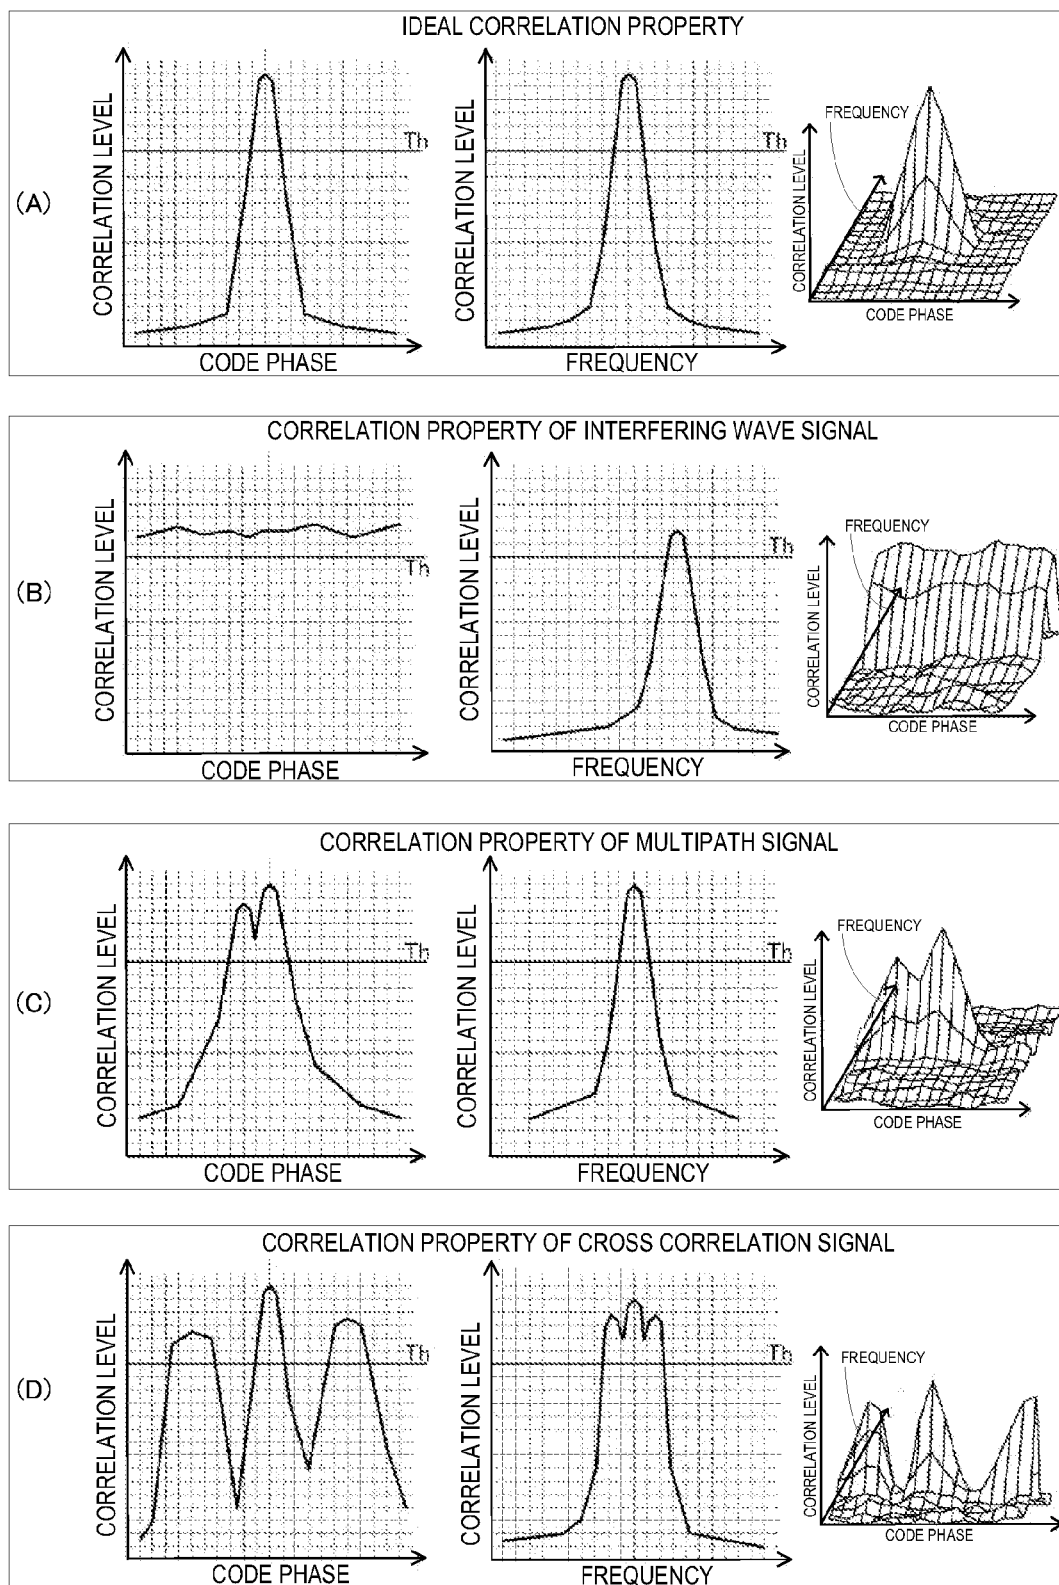 IDEAL CORRELATION PROPERTY
(A)
CORRELATION LEVEL
Th
CODE PHASE
CORRELATION LEVEL
Th
FREQUENCY
FREQUENCY
CORRELATION LEVEL
CODE PHASE
CORRELATION PROPERTY OF INTERFERING WAVE SIGNAL
(B)
CORRELATION LEVEL
Th
CODE PHASE
CORRELATION LEVEL
Th
FREQUENCY
FREQUENCY
CORRELATION LEVEL
CODE PHASE
CORRELATION PROPERTY OF MULTIPATH SIGNAL
(C)
CORRELATION LEVEL
Th
CODE PHASE
CORRELATION LEVEL
Th
FREQUENCY
FREQUENCY
CORRELATION LEVEL
CODE PHASE
CORRELATION PROPERTY OF CROSS CORRELATION SIGNAL
(D)
CORRELATION LEVEL
Th
CODE PHASE
CORRELATION LEVEL
Th
FREQUENCY
FREQUENCY
CORRELATION LEVEL
CODE PHASE